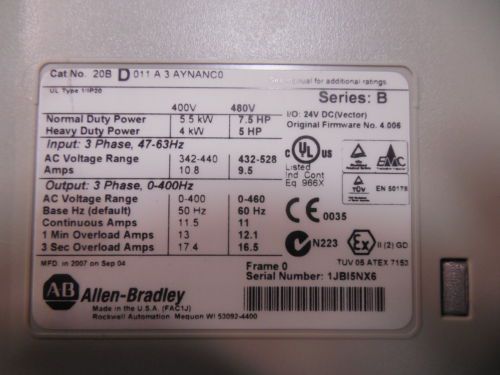 Cat No. 20B D 011 A 3 AYNANC0
UL Type 1/IP20
manual for additional ratings.
Series: B
400V 480V
Normal Duty Power 5.5 kW 7.5 HP
Heavy Duty Power 4 kW 5 HP
I/O: 24V DC(Vector)
Original Firmware No. 4.006
Input: 3 Phase, 47-63Hz
AC Voltage Range 342-440 432-528
Amps 10.8 9.5
Output: 3 Phase, 0-400Hz
AC Voltage Range 0-400 0-460
Base Hz (default) 50 Hz 60 Hz
Continuous Amps 11.5 11
1 Min Overload Amps 13 12.1
3 Sec Overload Amps 17.4 16.5
C UL US
Listed
Ind Cont
Eq 966X
EMC
TÜV
EN 50178
CE 0035
N223
Ex II (2) GD
TUV 05 ATEX 7153
MFD. in 2007 on Sep 04
Frame 0
Serial Number: 1JBI5NX6
AB Allen-Bradley
Made in the U.S.A. (FAC1J)
Rockwell Automation Mequon WI 53092-4400